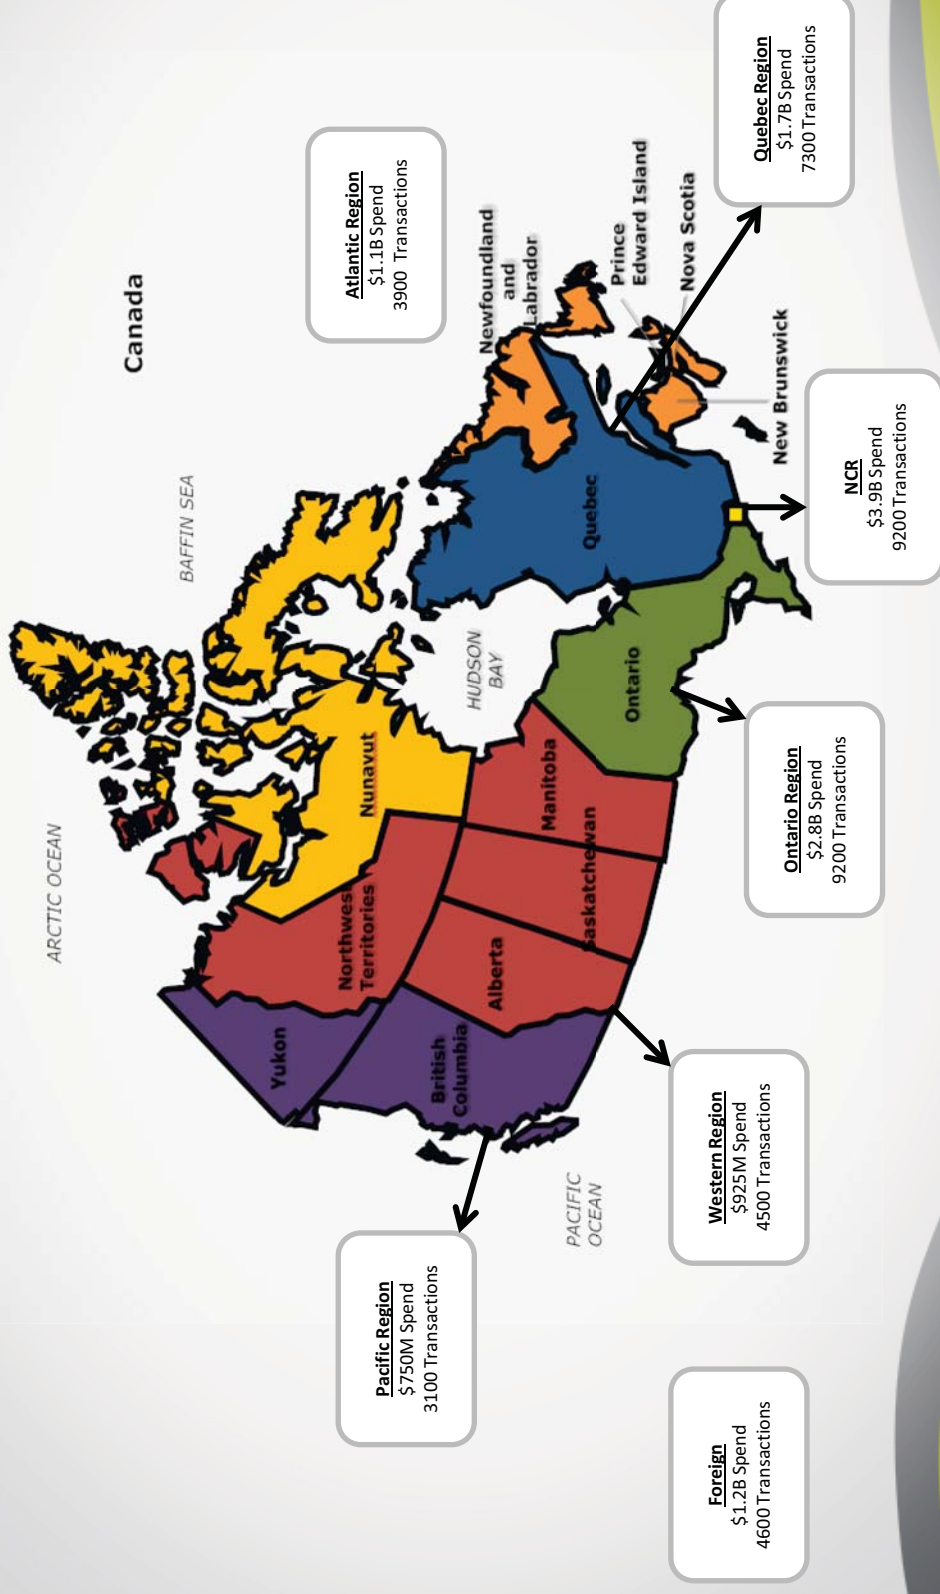 Canada
ARCTIC OCEAN
BAFFIN SEA
Atlantic Region
$1.1B Spend
3900 Transactions
Pacific Region
$750M Spend
3100 Transactions
Yukon
Northwest
Territories
Nunavut
British
Columbia
Alberta
Saskatchewan
Manitoba
HUDSON
BAY
Ontario
Quebec
Newfoundland
and
Labrador
Prince
Edward Island
Nova Scotia
New Brunswick
PACIFIC
OCEAN
Foreign
$1.2B Spend
4600 Transactions
Western Region
$925M Spend
4500 Transactions
Ontario Region
$2.8B Spend
9200 Transactions
NCR
$3.9B Spend
9200 Transactions
Quebec Region
$1.7B Spend
7300 Transactions